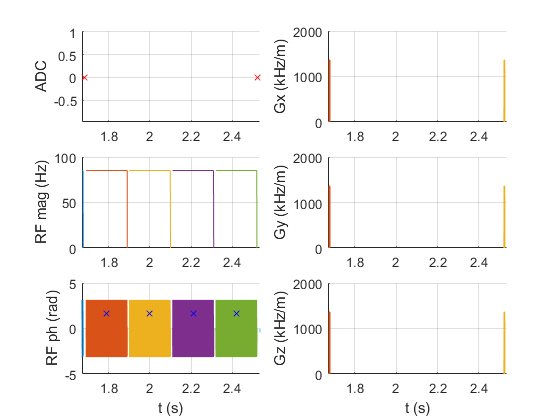 ADC
1
0.5
0
-0.5
1.8 2 2.2 2.4
Gx (kHz/m)
2000
1000
0
1.8 2 2.2 2.4
RF mag (Hz)
100
50
0
1.8 2 2.2 2.4
Gy (kHz/m)
2000
1000
0
1.8 2 2.2 2.4
RF ph (rad)
5
0
-5
1.8 2 2.2 2.4
t (s)
Gz (kHz/m)
2000
1000
0
1.8 2 2.2 2.4
t (s)